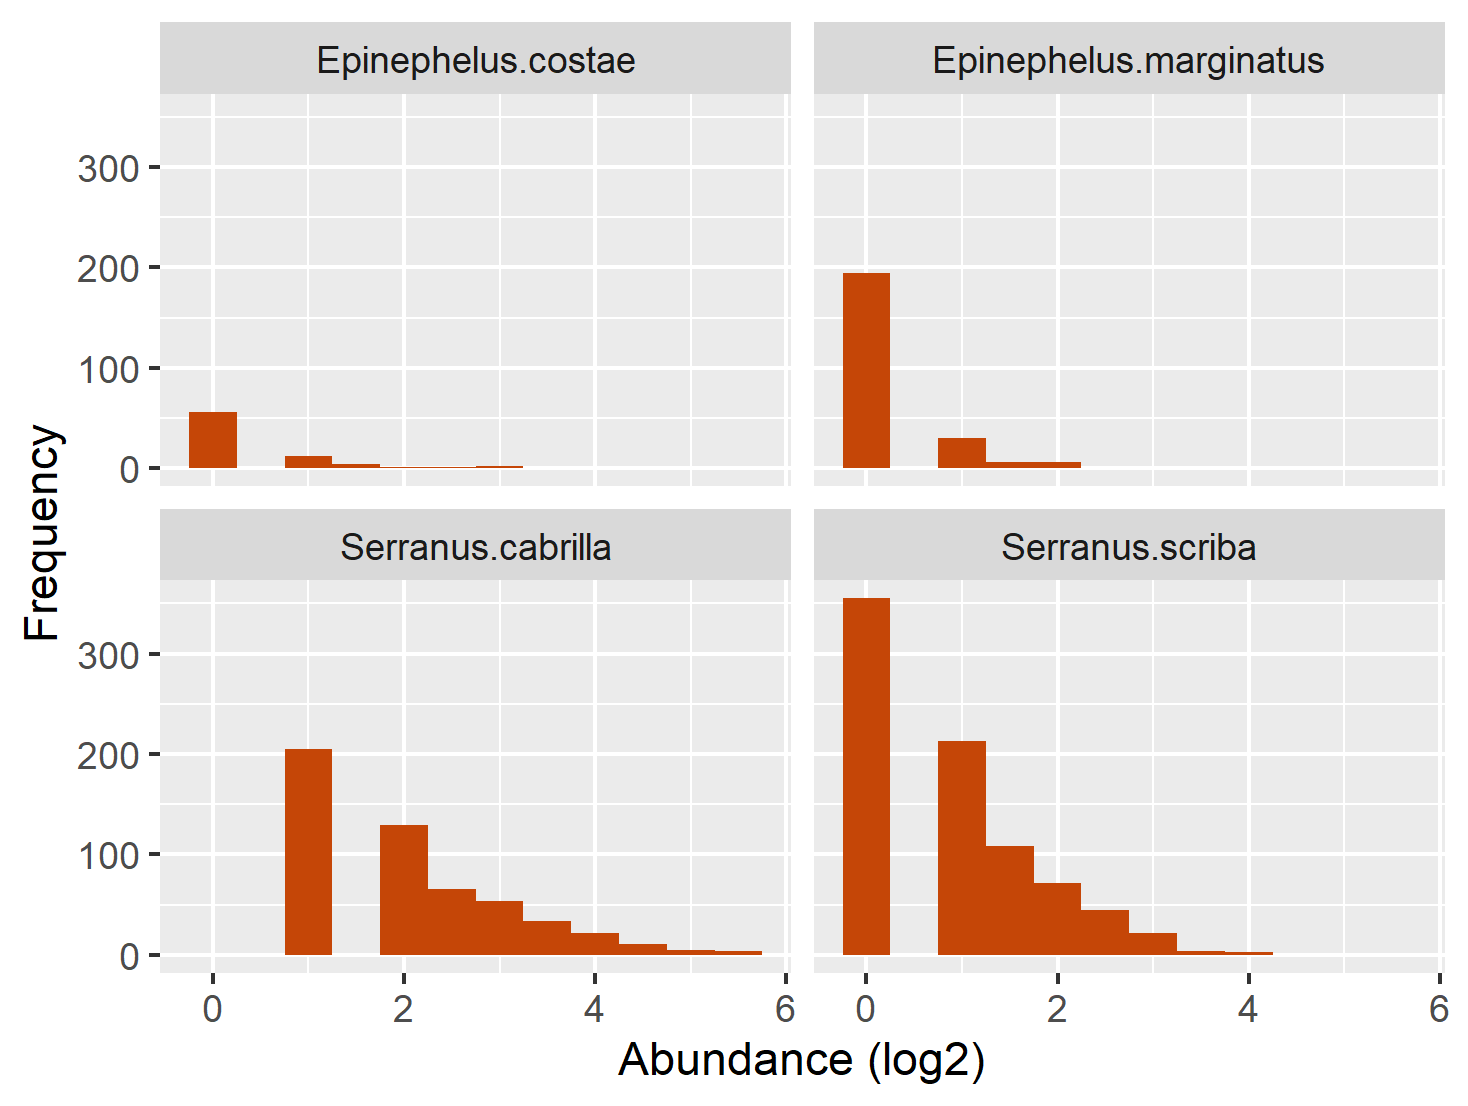 Epinephelus.costae
Epinephelus.marginatus
300
200
100
0
Frequency
Serranus.cabrilla
Serranus.scriba
300
200
100
0
0 2 4 6 0 2 4 6
Abundance (log2)